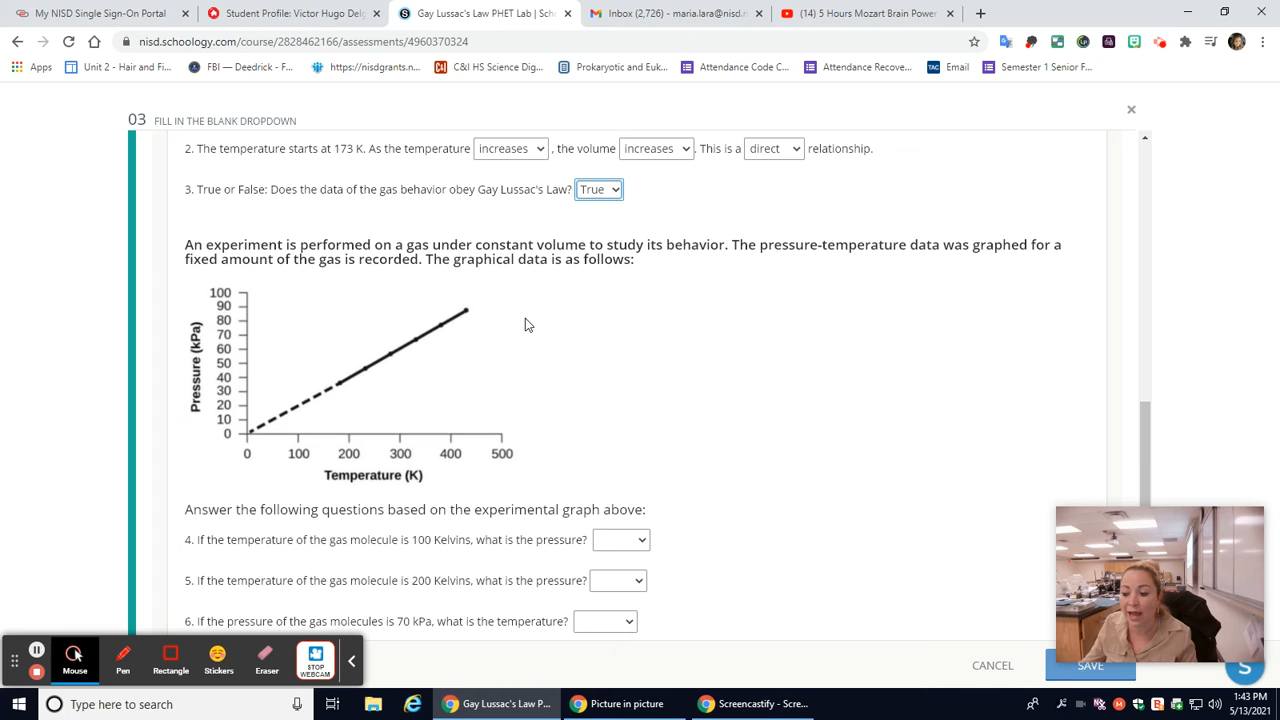 My NISD Single Sign-On Portal
Student Profile: Victor Hugo Delg
Gay Lussac's Law PHET Lab | Scho
Inbox (2,726) - maria.lara@nisd.n
(14) 5 Hours Mozart Brain Power
nisd.schoology.com/course/2828462166/assessments/4960370324
Apps
Unit 2 - Hair and Fi...
FBI — Deedrick - F...
https://nisdgrants.n...
C&I HS Science Dig...
Prokaryotic and Euk...
Attendance Code C...
Attendance Recove...
Email
Semester 1 Senior F...
03 FILL IN THE BLANK DROPDOWN
2. The temperature starts at 173 K. As the temperature increases , the volume increases . This is a direct relationship.
3. True or False: Does the data of the gas behavior obey Gay Lussac's Law? True
An experiment is performed on a gas under constant volume to study its behavior. The pressure-temperature data was graphed for a
fixed amount of the gas is recorded. The graphical data is as follows:
Pressure (kPa)
100
90
80
70
60
50
40
30
20
10
0
0 100 200 300 400 500
Temperature (K)
Answer the following questions based on the experimental graph above:
4. If the temperature of the gas molecule is 100 Kelvins, what is the pressure?
5. If the temperature of the gas molecule is 200 Kelvins, what is the pressure?
6. If the pressure of the gas molecules is 70 kPa, what is the temperature?
CANCEL
SAVE
S
Mouse
Pen
Rectangle
Stickers
Eraser
STOP
WEBCAM
Type here to search
Gay Lussac's Law P...
Picture in picture
Screencastify - Scre...
1:43 PM
5/13/2021